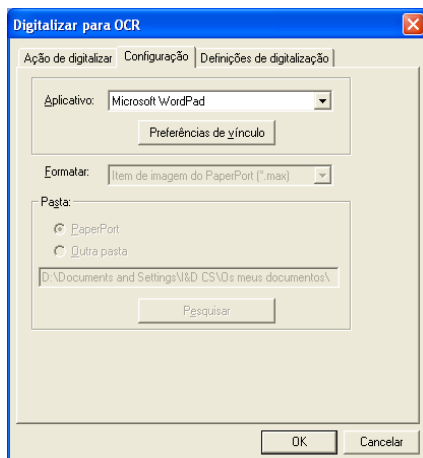 Digitalizar para OCR
Ação de digitalizar Configuração Definições de digitalização
Aplicativo: Microsoft WordPad
Preferências de vínculo
Formatar: Item de imagem do PaperPort (*.max)
Pasta:
PaperPort
Outra pasta
D:\Documents and Settings\I&D CS\Os meus documentos\
Pesquisar
OK Cancelar